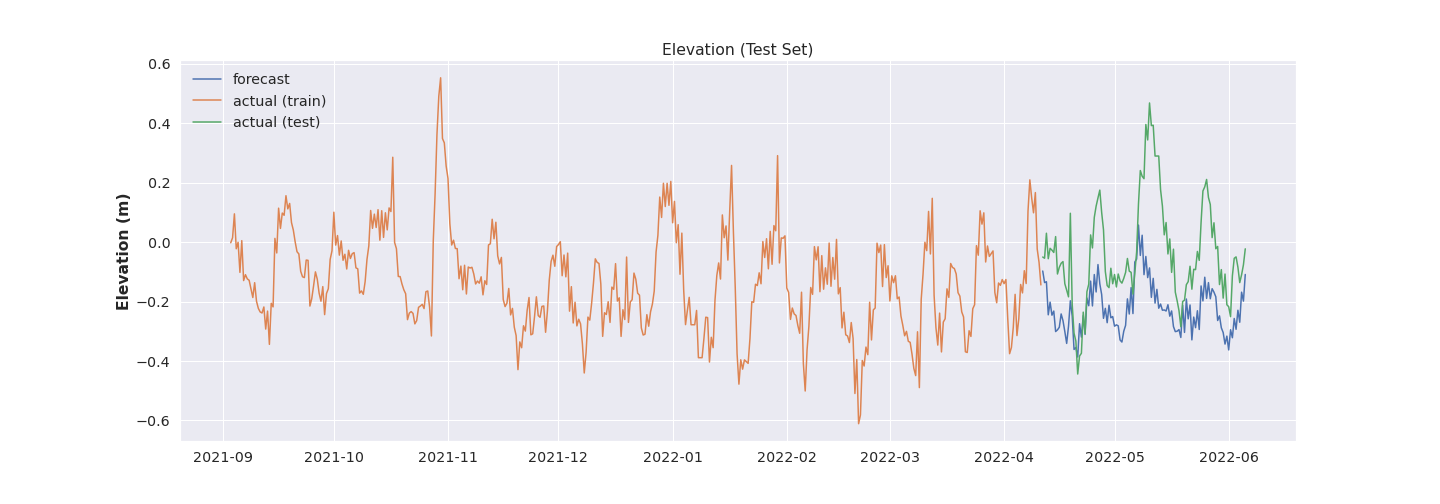 Elevation (Test Set)
forecast
actual (train)
actual (test)
Elevation (m)
0.6
0.4
0.2
0.0
−0.2
−0.4
−0.6
2021-09 2021-10 2021-11 2021-12 2022-01 2022-02 2022-03 2022-04 2022-05 2022-06